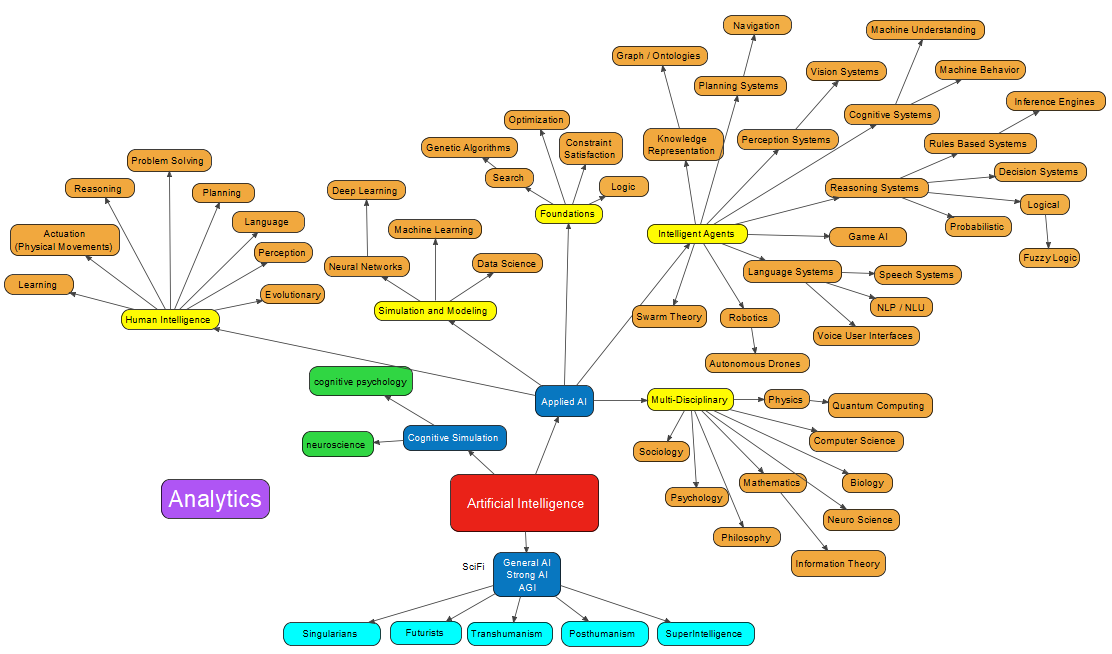 Navigation
Machine Understanding
Graph / Ontologies
Vision Systems
Machine Behavior
Planning Systems
Inference Engines
Cognitive Systems
Optimization
Knowledge
Representation
Perception Systems
Rules Based Systems
Genetic Algorithms
Constraint
Satisfaction
Problem Solving
Decision Systems
Search
Reasoning
Planning
Deep Learning
Logic
Reasoning Systems
Logical
Foundations
Language
Machine Learning
Intelligent Agents
Game AI
Probabilistic
Actuation
(Physical Movements)
Perception
Fuzzy Logic
Neural Networks
Data Science
Language Systems
Speech Systems
Learning
Evolutionary
NLP / NLU
Human Intelligence
Simulation and Modeling
Swarm Theory
Robotics
Voice User Interfaces
Autonomous Drones
cognitive psychology
Applied AI
Multi-Disciplinary
Physics
Quantum Computing
neuroscience
Cognitive Simulation
Sociology
Computer Science
Mathematics
Biology
Analytics
Artificial Intelligence
Psychology
Neuro Science
Philosophy
Information Theory
SciFi
General AI
Strong AI
AGI
Singularians
Futurists
Transhumanism
Posthumanism
SuperIntelligence